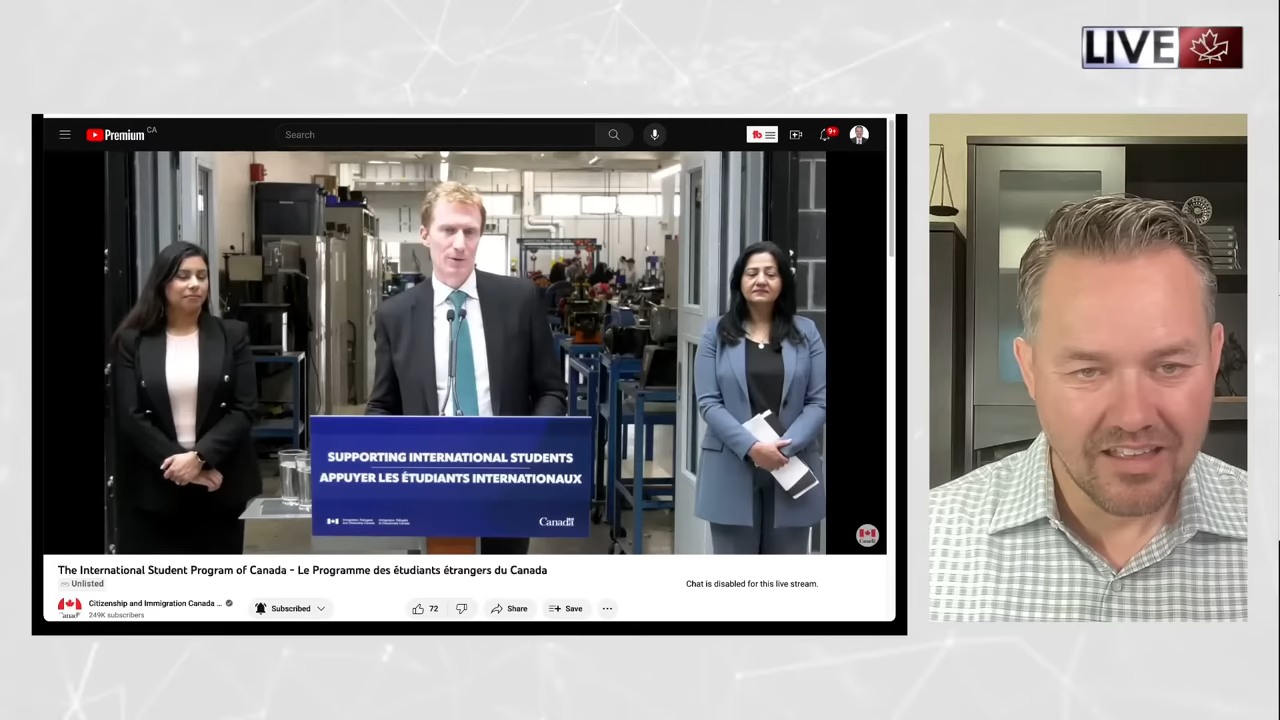 LIVE
Premium CA
Search
9+
SUPPORTING INTERNATIONAL STUDENTS
APPUYER LES ÉTUDIANTS INTERNATIONAUX
Canada
The International Student Program of Canada - Le Programme des étudiants étrangers du Canada
Unlisted
Chat is disabled for this live stream.
Citizenship and Immigration Canada ...
249K subscribers
Subscribed
72
Share
Save